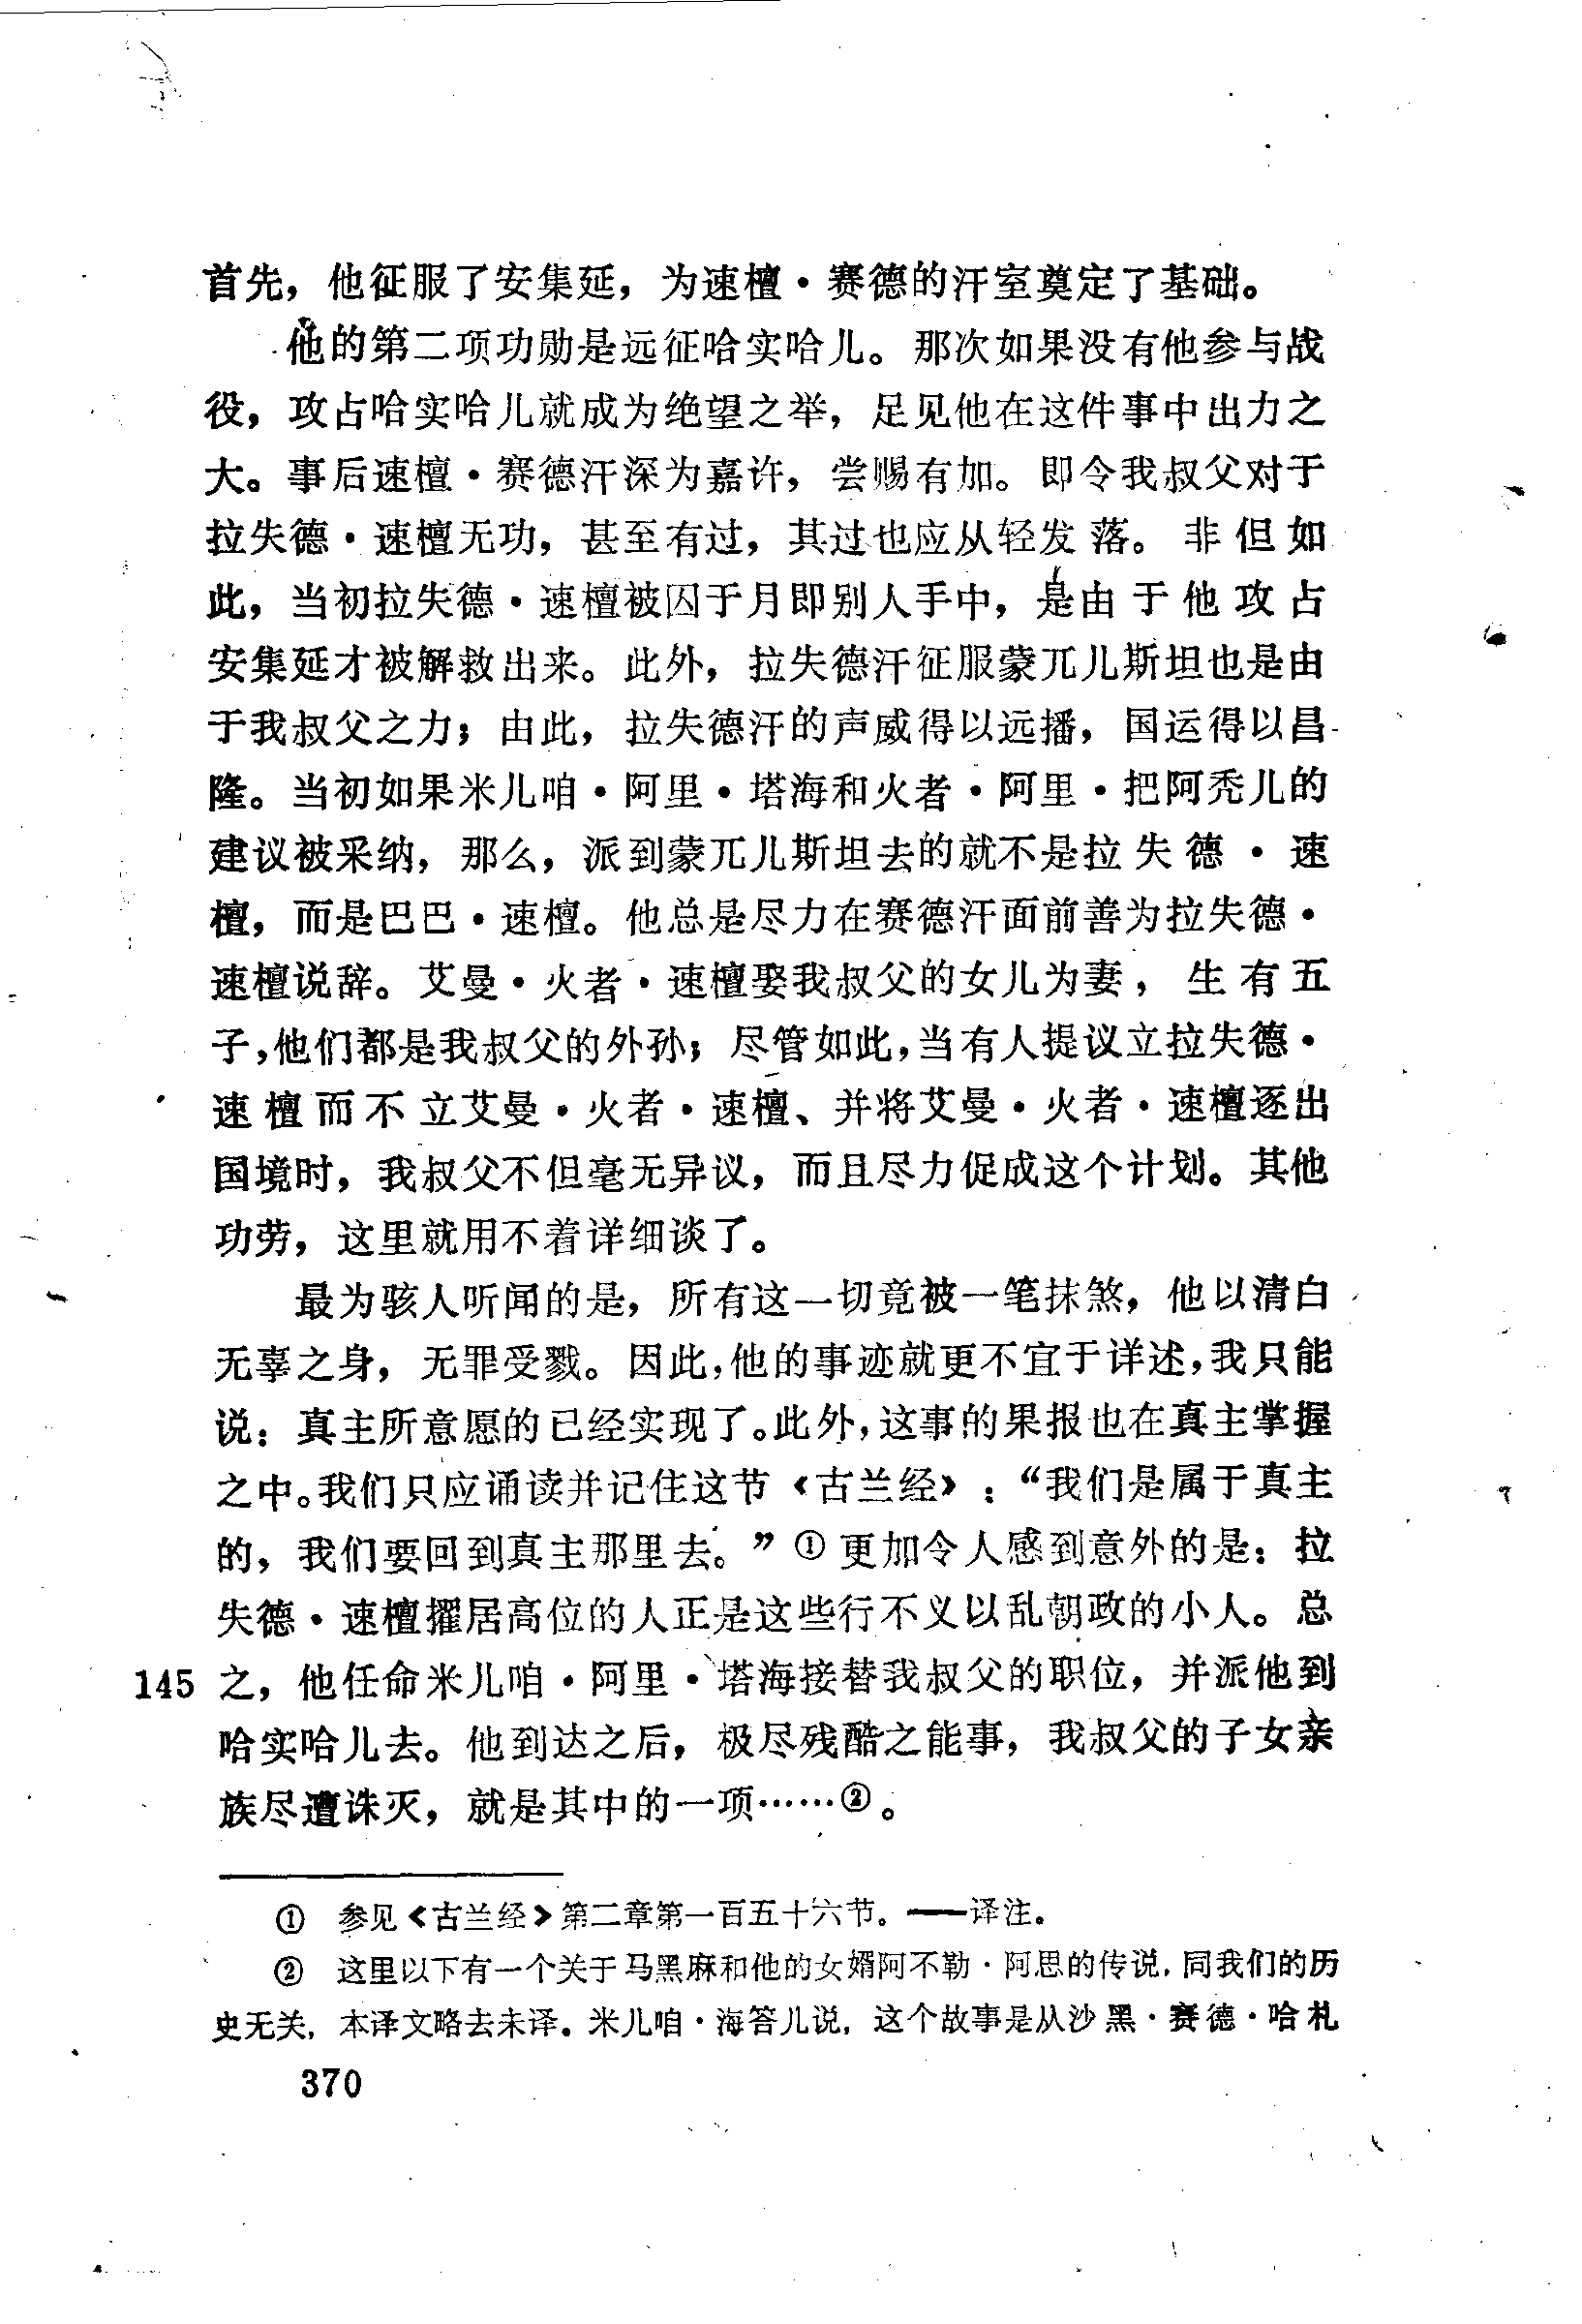 首先，他征服了安集延，为速檀·赛德的汗室奠定了基础。
他的第二项功勋是远征哈实哈儿。那次如果没有他参与战
役，攻占哈实哈儿就成为绝望之举，足见他在这件事中出力之
大。事后速檀·赛德汗深为嘉许，尝赐有加。即令我叔父对于
拉失德·速檀无功，甚至有过，其过也应从轻发落。非但如
此，当初拉失德·速檀被囚于月即别人手中，是由于他攻占
安集延才被解救出来。此外，拉失德汗征服蒙兀儿斯坦也是由
于我叔父之力；由此，拉失德汗的声威得以远播，国运得以昌
隆。当初如果米儿咱·阿里·塔海和火者·阿里·把阿秃儿的
建议被采纳，那么，派到蒙兀儿斯坦去的就不是拉失德·速
檀，而是巴巴·速檀。他总是尽力在赛德汗面前善为拉失德·
速檀说辞。艾曼·火者·速檀娶我叔父的女儿为妻，生有五
子，他们都是我叔父的外孙；尽管如此，当有人提议立拉失德·
速檀而不立艾曼·火者·速檀、并将艾曼·火者·速檀逐出
国境时，我叔父不但毫无异议，而且尽力促成这个计划。其他
功劳，这里就用不着详细谈了。
最为骇人听闻的是，所有这一切竟被一笔抹煞，他以清白
无辜之身，无罪受戮。因此，他的事迹就更不宜于详述，我只能
说：真主所意愿的已经实现了。此外，这事的果报也在真主掌握
之中。我们只应诵读并记住这节《古兰经》：“我们是属于真主
的，我们要回到真主那里去。”①更加令人感到意外的是：拉
失德·速檀擢居高位的人正是这些行不义以乱朝政的小人。总
145 之，他任命米儿咱·阿里·塔海接替我叔父的职位，并派他到
哈实哈儿去。他到达之后，极尽残酷之能事，我叔父的子女亲
族尽遭诛灭，就是其中的一项……②。
① 参见《古兰经》第二章第一百五十六节。——译注。
② 这里以下有一个关于马黑麻和他的女婿阿不勒·阿思的传说，同我们的历
史无关，本译文略去未译。米儿咱·海答儿说，这个故事是从沙黑·赛德·哈札
370